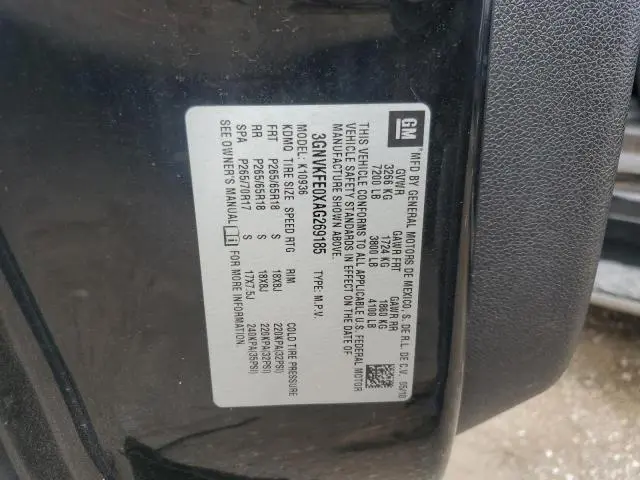 GM
MFD BY GENERAL MOTORS DE MEXICO, S. DE R.L. DE C.V. 05/10
GVWR GAWR FRT GAWR RR
3266 KG 1724 KG 1860 KG
7200 LB 3800 LB 4100 LB
THIS VEHICLE CONFORMS TO ALL APPLICABLE U.S. FEDERAL MOTOR
VEHICLE SAFETY STANDARDS IN EFFECT ON THE DATE OF
MANUFACTURE SHOWN ABOVE.
3GNVKFE0XAG269185 TYPE: M.P.V.
MODEL: K10936
KDMQ TIRE SIZE SPEED RTG RIM COLD TIRE PRESSURE
FRT P265/65R18 S 18X8J 220KPA(32PSI)
RR P265/65R18 S 18X8J 220KPA(32PSI)
SPA P265/70R17 S 17X7.5J 240KPA(35PSI)
SEE OWNER'S MANUAL FOR MORE INFORMATION.